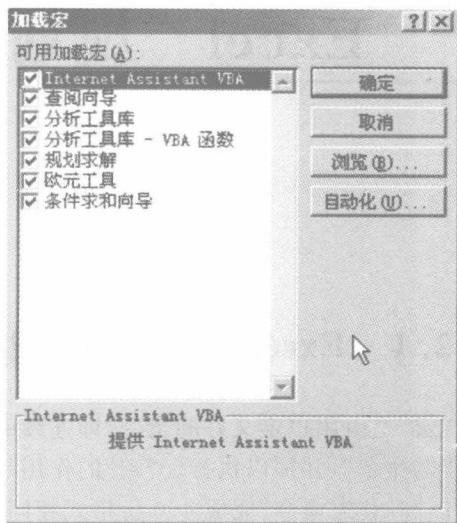 加载宏
可用加载宏(A):
Internet Assistant VBA
查阅向导
分析工具库
分析工具库 - VBA 函数
规划求解
欧元工具
条件求和向导
确定
取消
浏览(B)...
自动化(U)...
Internet Assistant VBA
提供 Internet Assistant VBA